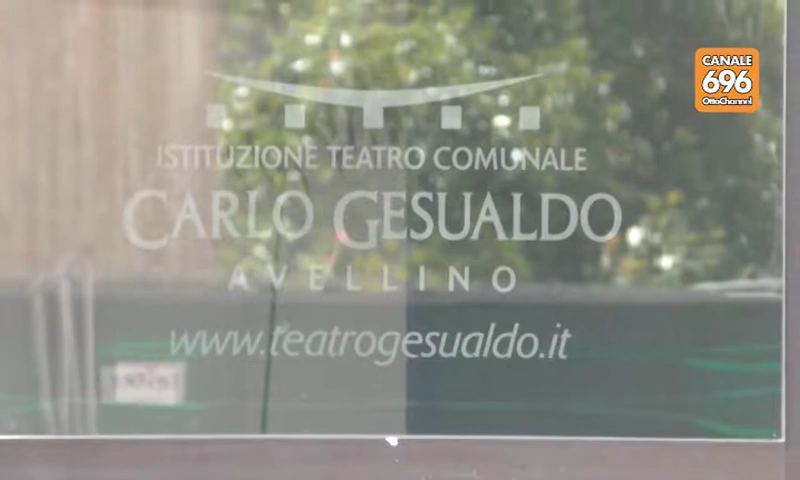 CANALE
696
OttoChannel
ISTITUZIONE TEATRO COMUNALE
CARLO GESUALDO
AVELLINO
www.teatrogesualdo.it